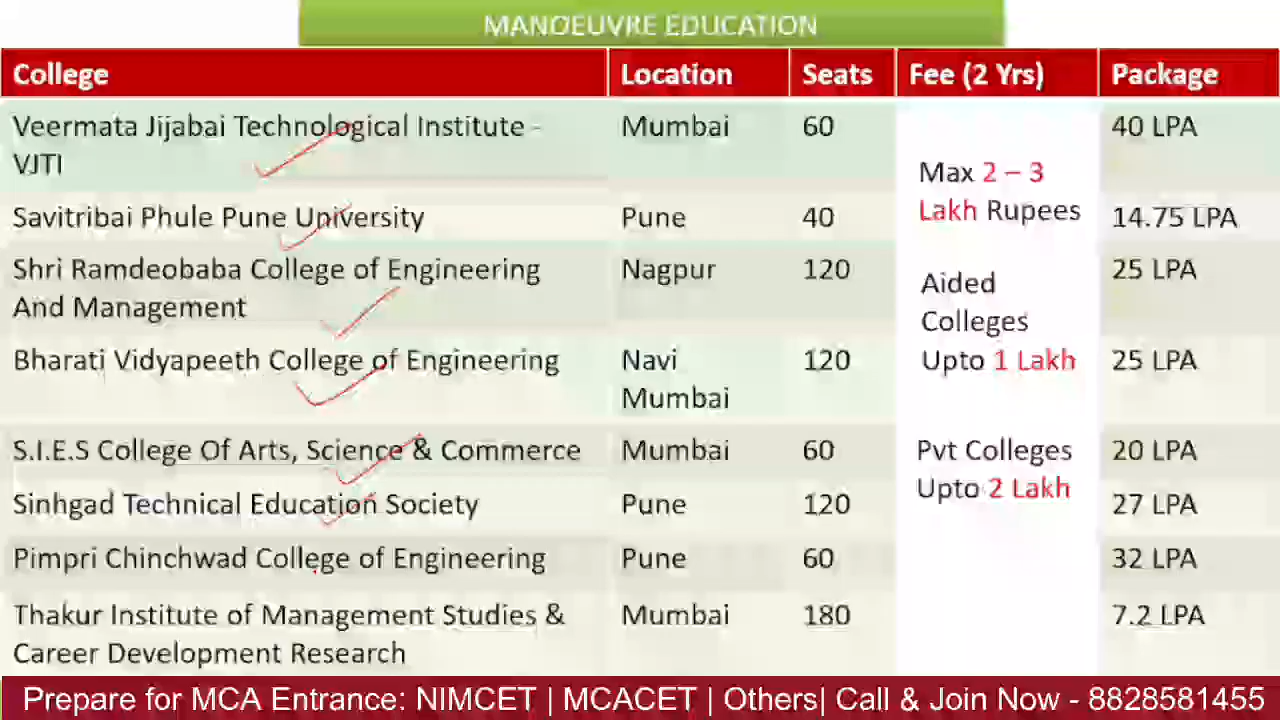 MANOEUVRE EDUCATION
College Location Seats Fee (2 Yrs) Package
Veermata Jijabai Technological Institute - Mumbai 60 40 LPA
VJTI
Max 2 – 3
Lakh Rupees
Savitribai Phule Pune University Pune 40 14.75 LPA
Shri Ramdeobaba College of Engineering Nagpur 120 25 LPA
And Management
Aided
Colleges
Upto 1 Lakh
Bharati Vidyapeeth College of Engineering Navi 120 25 LPA
Mumbai
S.I.E.S College Of Arts, Science & Commerce Mumbai 60 Pvt Colleges 20 LPA
Upto 2 Lakh
Sinhgad Technical Education Society Pune 120 27 LPA
Pimpri Chinchwad College of Engineering Pune 60 32 LPA
Thakur Institute of Management Studies & Mumbai 180 7.2 LPA
Career Development Research
Prepare for MCA Entrance: NIMCET | MCACET | Others| Call & Join Now - 8828581455